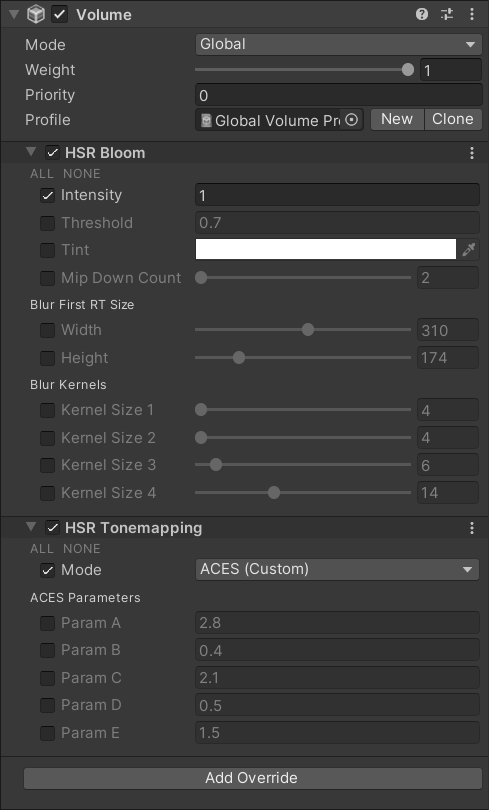 Volume
Mode Global
Weight 1
Priority 0
Profile Global Volume Pr New Clone
HSR Bloom
ALL NONE
Intensity 1
Threshold 0.7
Tint
Mip Down Count 2
Blur First RT Size
Width 310
Height 174
Blur Kernels
Kernel Size 1 4
Kernel Size 2 4
Kernel Size 3 6
Kernel Size 4 14
HSR Tonemapping
ALL NONE
Mode ACES (Custom)
ACES Parameters
Param A 2.8
Param B 0.4
Param C 2.1
Param D 0.5
Param E 1.5
Add Override